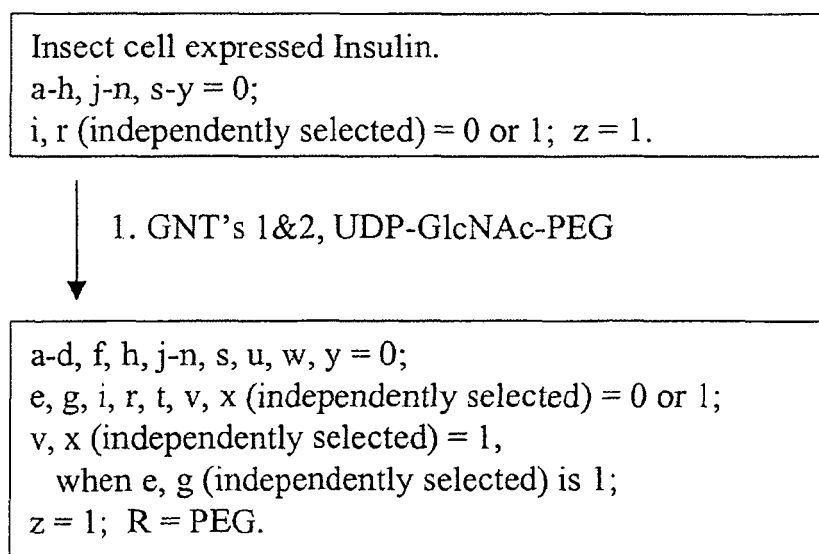 Insect cell expressed Insulin.
a-h, j-n, s-y = 0;
i, r (independently selected) = 0 or 1; z = 1.
1. GNT's 1&2, UDP-GlcNAc-PEG
a-d, f, h, j-n, s, u, w, y = 0;
e, g, i, r, t, v, x (independently selected) = 0 or 1;
v, x (independently selected) = 1,
when e, g (independently selected) is 1;
z = 1; R = PEG.